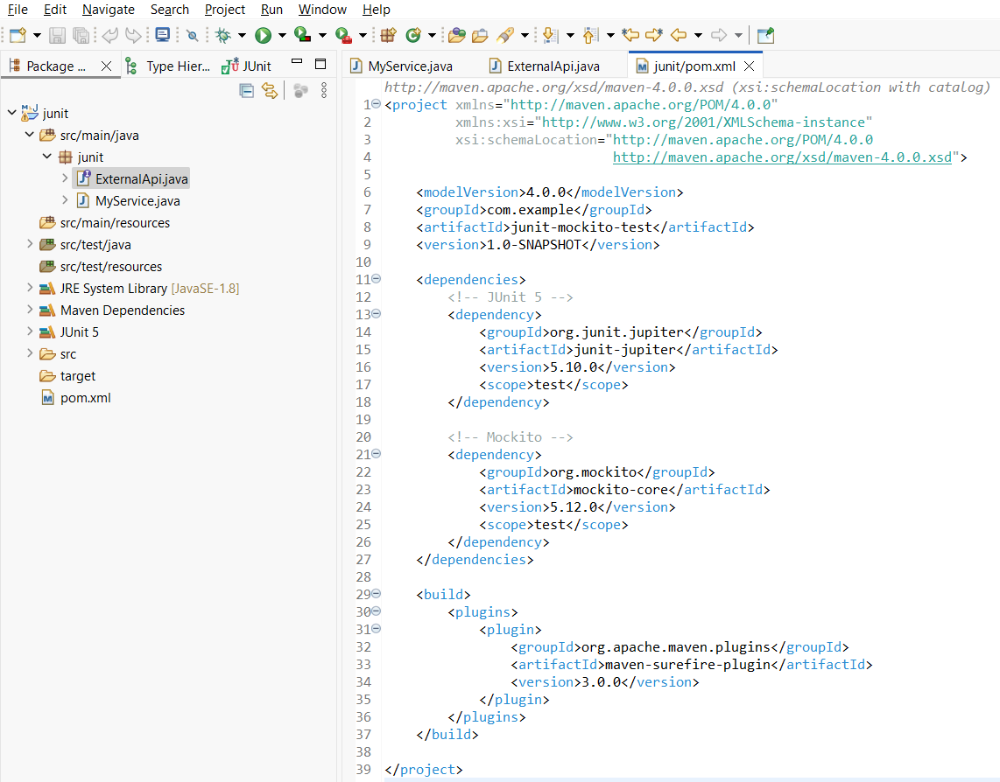 File Edit Navigate Search Project Run Window Help
Package ... Type Hier... JUnit
junit
src/main/java
junit
ExternalApi.java
MyService.java
src/main/resources
src/test/java
src/test/resources
JRE System Library [JavaSE-1.8]
Maven Dependencies
JUnit 5
src
target
pom.xml
MyService.java ExternalApi.java junit/pom.xml
http://maven.apache.org/xsd/maven-4.0.0.xsd (xsi:schemaLocation with catalog)
1 <project xmlns="http://maven.apache.org/POM/4.0.0"
2 xmlns:xsi="http://www.w3.org/2001/XMLSchema-instance"
3 xsi:schemaLocation="http://maven.apache.org/POM/4.0.0
4 http://maven.apache.org/xsd/maven-4.0.0.xsd">
5
6 <modelVersion>4.0.0</modelVersion>
7 <groupId>com.example</groupId>
8 <artifactId>junit-mockito-test</artifactId>
9 <version>1.0-SNAPSHOT</version>
10
11 <dependencies>
12 <!-- JUnit 5 -->
13 <dependency>
14 <groupId>org.junit.jupiter</groupId>
15 <artifactId>junit-jupiter</artifactId>
16 <version>5.10.0</version>
17 <scope>test</scope>
18 </dependency>
19
20 <!-- Mockito -->
21 <dependency>
22 <groupId>org.mockito</groupId>
23 <artifactId>mockito-core</artifactId>
24 <version>5.12.0</version>
25 <scope>test</scope>
26 </dependency>
27 </dependencies>
28
29 <build>
30 <plugins>
31 <plugin>
32 <groupId>org.apache.maven.plugins</groupId>
33 <artifactId>maven-surefire-plugin</artifactId>
34 <version>3.0.0</version>
35 </plugin>
36 </plugins>
37 </build>
38
39 </project>